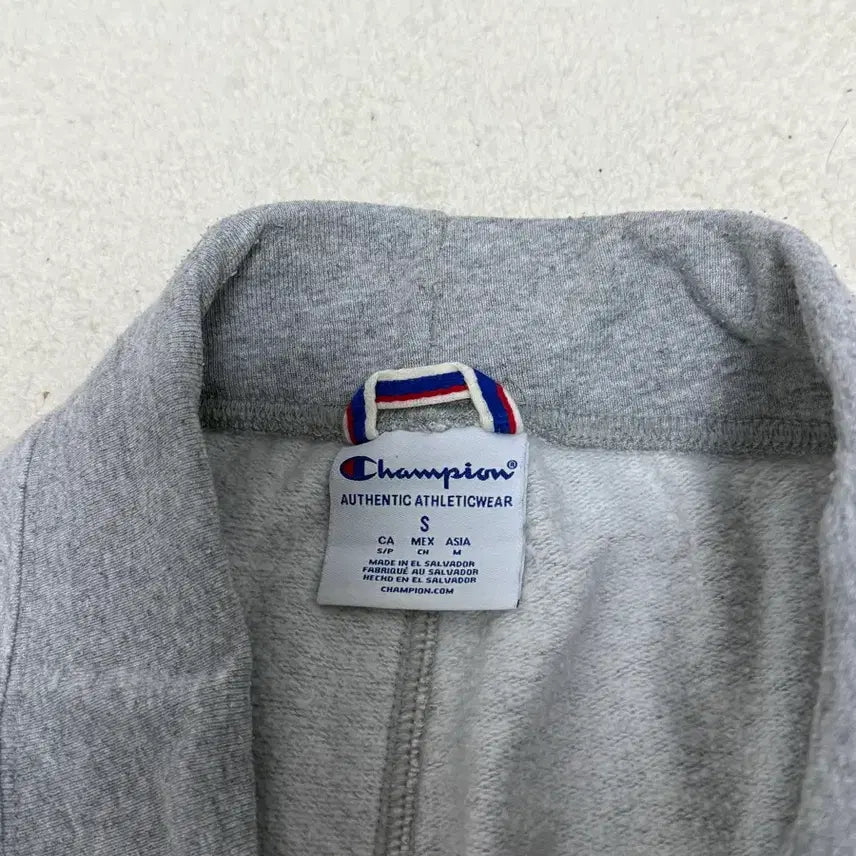 Champion®
AUTHENTIC ATHLETICWEAR
S
CA MEX ASIA
S/P CH M
MADE IN EL SALVADOR
FABRIQUÉ AU SALVADOR
HECHO EN EL SALVADOR
CHAMPION.COM